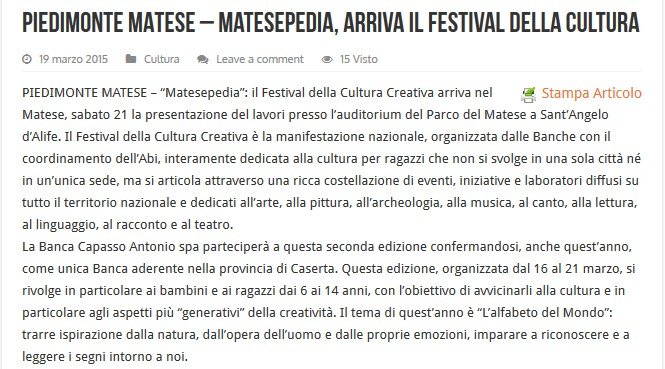 PIEDIMONTE MATESE – MATESEPEDIA, ARRIVA IL FESTIVAL DELLA CULTURA
19 marzo 2015 Cultura Leave a comment 15 Visto
PIEDIMONTE MATESE – “Matesepedia”: il Festival della Cultura Creativa arriva nel Stampa Articolo
Matese, sabato 21 la presentazione del lavori presso l’auditorium del Parco del Matese a Sant’Angelo
d’Alife. Il Festival della Cultura Creativa è la manifestazione nazionale, organizzata dalle Banche con il
coordinamento dell’Abi, interamente dedicata alla cultura per ragazzi che non si svolge in una sola città né
in un’unica sede, ma si articola attraverso una ricca costellazione di eventi, iniziative e laboratori diffusi su
tutto il territorio nazionale e dedicati all’arte, alla pittura, all’archeologia, alla musica, al canto, alla lettura,
al linguaggio, al racconto e al teatro.
La Banca Capasso Antonio spa parteciperà a questa seconda edizione confermandosi, anche quest’anno,
come unica Banca aderente nella provincia di Caserta. Questa edizione, organizzata dal 16 al 21 marzo, si
rivolge in particolare ai bambini e ai ragazzi dai 6 ai 14 anni, con l’obiettivo di avvicinarli alla cultura e in
particolare agli aspetti più “generativi” della creatività. Il tema di quest’anno è “L’alfabeto del Mondo”:
trarre ispirazione dalla natura, dall’opera dell’uomo e dalle proprie emozioni, imparare a riconoscere e a
leggere i segni intorno a noi.